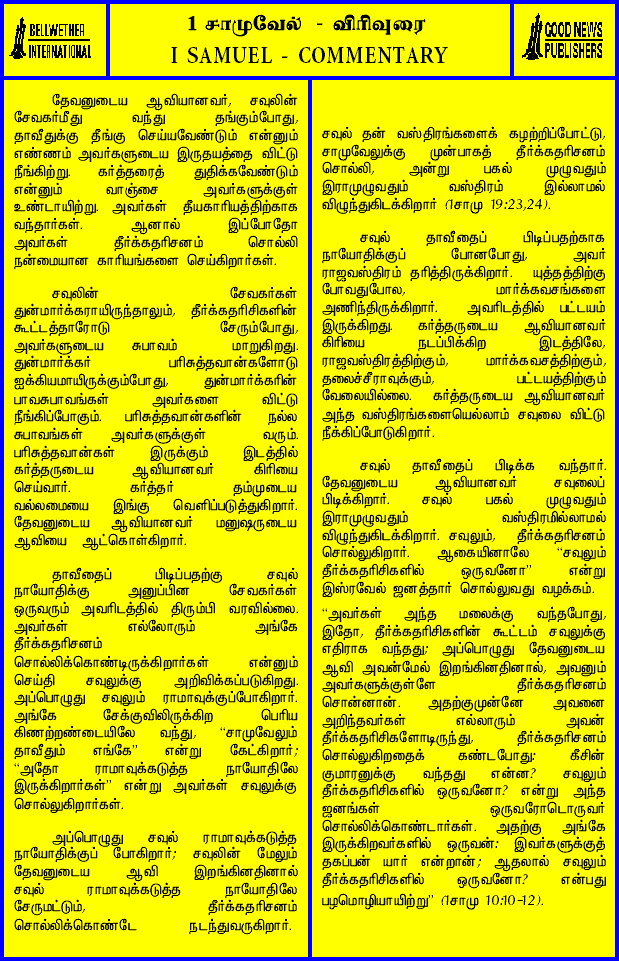 BELLWETHER
INTERNATIONAL
1 சாமுவேல் - விரிவுரை
I SAMUEL - COMMENTARY
GOOD NEWS
PUBLISHERS
தேவனுடைய ஆவியானவர், சவுலின்
சேவகர்மீது வந்து தங்கும்போது,
தாவீதுக்கு தீங்கு செய்யவேண்டும் என்னும்
எண்ணம் அவர்களுடைய இருதயத்தை விட்டு
நீங்கிற்று. கர்த்தரைத் துதிக்கவேண்டும்
என்னும் வாஞ்சை அவர்களுக்குள்
உண்டாயிற்று. அவர்கள் தீயகாரியத்திற்காக
வந்தார்கள். ஆனால் இப்போதோ
அவர்கள் தீர்க்கதரிசனம் சொல்லி
நன்மையான காரியங்களை செய்கிறார்கள்.
சவுலின் சேவகர்கள்
துன்மார்க்கராயிருந்தாலும், தீர்க்கதரிசிகளின்
கூட்டத்தாரோடு சேரும்போது,
அவர்களுடைய சுபாவம் மாறுகிறது.
துன்மார்க்கர் பரிசுத்தவான்களோடு
ஐக்கியமாயிருக்கும்போது, துன்மார்க்கரின்
பாவசுபாவங்கள் அவர்களை விட்டு
நீங்கிப்போகும். பரிசுத்தவான்களின் நல்ல
சுபாவங்கள் அவர்களுக்குள் வரும்.
பரிசுத்தவான்கள் இருக்கும் இடத்தில்
கர்த்தருடைய ஆவியானவர் கிரியை
செய்வார். கர்த்தர் தம்முடைய
வல்லமையை இங்கு வெளிப்படுத்துகிறார்.
தேவனுடைய ஆவியானவர் மனுஷருடைய
ஆவியை ஆட்கொள்கிறார்.
தாவீதைப் பிடிப்பதற்கு சவுல்
நாயோதிக்கு அனுப்பின சேவகர்கள்
ஒருவரும் அவரிடத்தில் திரும்பி வரவில்லை.
அவர்கள் எல்லோரும் அங்கே
தீர்க்கதரிசனம்
சொல்லிக்கொண்டிருக்கிறார்கள் என்னும்
செய்தி சவுலுக்கு அறிவிக்கப்படுகிறது.
அப்பொழுது சவுலும் ராமாவுக்குப்போகிறார்.
அங்கே சேக்குவிலிருக்கிற பெரிய
கிணற்றண்டையிலே வந்து, “சாமுவேலும்
தாவீதும் எங்கே” என்று கேட்கிறார்;
“அதோ ராமாவுக்கடுத்த நாயோதிலே
இருக்கிறார்கள்” என்று அவர்கள் சவுலுக்கு
சொல்லுகிறார்கள்.
அப்பொழுது சவுல் ராமாவுக்கடுத்த
நாயோதிக்குப் போகிறார்; சவுலின் மேலும்
தேவனுடைய ஆவி இறங்கினதினால்
சவுல் ராமாவுக்கடுத்த நாயோதிலே
சேருமட்டும், தீர்க்கதரிசனம்
சொல்லிக்கொண்டே நடந்துவருகிறார்.
சவுல் தன் வஸ்திரங்களைக் கழற்றிப்போட்டு,
சாமுவேலுக்கு முன்பாகத் தீர்க்கதரிசனம்
சொல்லி, அன்று பகல் முழுவதும்
இராமுழுவதும் வஸ்திரம் இல்லாமல்
விழுந்துகிடக்கிறார் (1சாமு 19:23,24).
சவுல் தாவீதைப் பிடிப்பதற்காக
நாயோதிக்குப் போனபோது, அவர்
ராஜவஸ்திரம் தரித்திருக்கிறார். யுத்தத்திற்கு
போவதுபோல, மார்க்கவசங்களை
அணிந்திருக்கிறார். அவரிடத்தில் பட்டயம்
இருக்கிறது. கர்த்தருடைய ஆவியானவர்
கிரியை நடப்பிக்கிற இடத்திலே,
ராஜவஸ்திரத்திற்கும், மார்க்கவசத்திற்கும்,
தலைச்சீராவுக்கும், பட்டயத்திற்கும்
வேலையில்லை. கர்த்தருடைய ஆவியானவர்
அந்த வஸ்திரங்களையெல்லாம் சவுலை விட்டு
நீக்கிப்போடுகிறார்.
சவுல் தாவீதைப் பிடிக்க வந்தார்.
தேவனுடைய ஆவியானவர் சவுலைப்
பிடிக்கிறார். சவுல் பகல் முழுவதும்
இராமுழுவதும் வஸ்திரமில்லாமல்
விழுந்துகிடக்கிறார். சவுலும், தீர்க்கதரிசனம்
சொல்லுகிறார். ஆகையினாலே “சவுலும்
தீர்க்கதரிசிகளில் ஒருவனோ” என்று
இஸ்ரவேல் ஜனத்தார் சொல்லுவது வழக்கம்.
“அவர்கள் அந்த மலைக்கு வந்தபோது,
இதோ, தீர்க்கதரிசிகளின் கூட்டம் சவுலுக்கு
எதிராக வந்தது; அப்பொழுது தேவனுடைய
ஆவி அவன்மேல் இறங்கினதினால், அவனும்
அவர்களுக்குள்ளே தீர்க்கதரிசனம்
சொன்னான். அதற்குமுன்னே அவனை
அறிந்தவர்கள் எல்லாரும் அவன்
தீர்க்கதரிசிகளோடிருந்து, தீர்க்கதரிசனம்
சொல்லுகிறதைக் கண்டபோது: கீசின்
குமாரனுக்கு வந்தது என்ன? சவுலும்
தீர்க்கதரிசிகளில் ஒருவனோ? என்று அந்த
ஜனங்கள் ஒருவரோடொருவர்
சொல்லிக்கொண்டார்கள். அதற்கு அங்கே
இருக்கிறவர்களில் ஒருவன்: இவர்களுக்குத்
தகப்பன் யார் என்றான்; ஆதலால் சவுலும்
தீர்க்கதரிசிகளில் ஒருவனோ? என்பது
பழமொழியாயிற்று” (1சாமு 10:10-12).